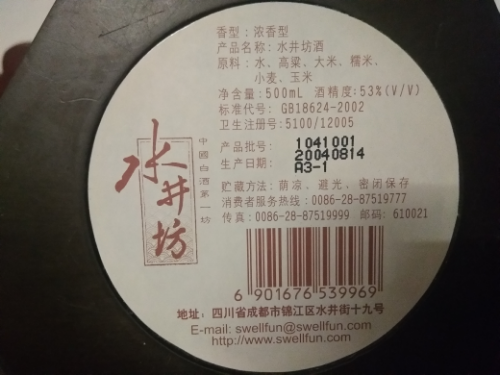 香型: 浓香型
产品名称: 水井坊酒
原料: 水、高粱、大米、糯米、
小麦、玉米
净含量: 500mL 酒精度: 53%(V/V)
标准代号: GB18624-2002
卫生注册号: 5100/12005
产品批号: 1041001
生产日期: 20040814
A3-1
贮藏方法: 荫凉、避光、密闭保存
消费者服务热线: 0086-28-87519777
传真: 0086-28-87519999 邮码: 610021
水井坊
中國白酒第一坊
6 901676 539969
地址: 四川省成都市锦江区水井街十九号
E-mail: swellfun@swellfun.com
http://www.swellfun.com